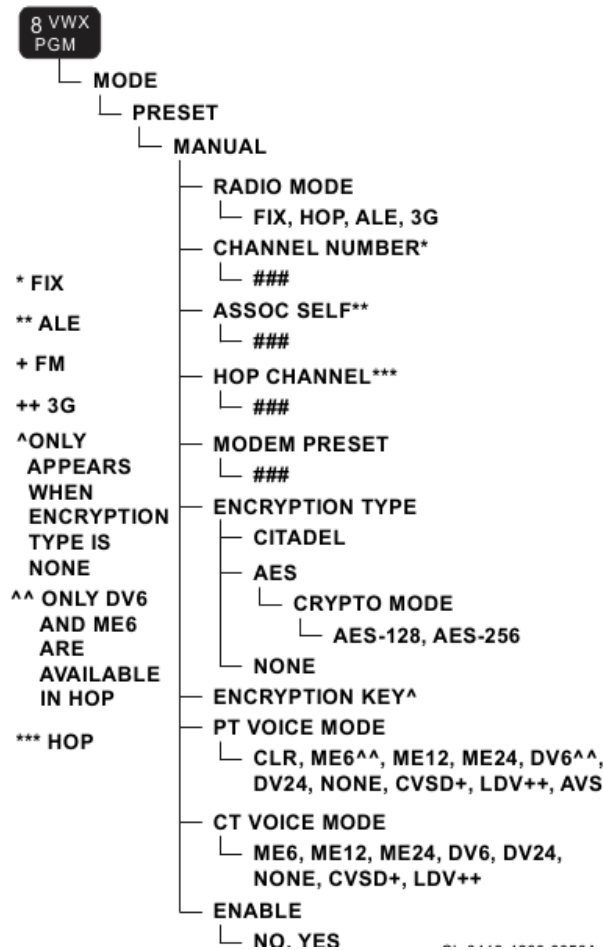 8 VWX
PGM
MODE
PRESET
MANUAL
RADIO MODE
FIX, HOP, ALE, 3G
CHANNEL NUMBER*
###
ASSOC SELF**
###
HOP CHANNEL***
###
MODEM PRESET
###
ENCRYPTION TYPE
CITADEL
AES
CRYPTO MODE
AES-128, AES-256
NONE
ENCRYPTION KEY^
PT VOICE MODE
CLR, ME6^^, ME12, ME24, DV6^^,
DV24, NONE, CVSD+, LDV++, AVS
CT VOICE MODE
ME6, ME12, ME24, DV6, DV24,
NONE, CVSD+, LDV++
ENABLE
NO, YES
* FIX
** ALE
+ FM
++ 3G
^ONLY
APPEARS
WHEN
ENCRYPTION
TYPE IS
NONE
^^ ONLY DV6
AND ME6
ARE
AVAILABLE
IN HOP
*** HOP